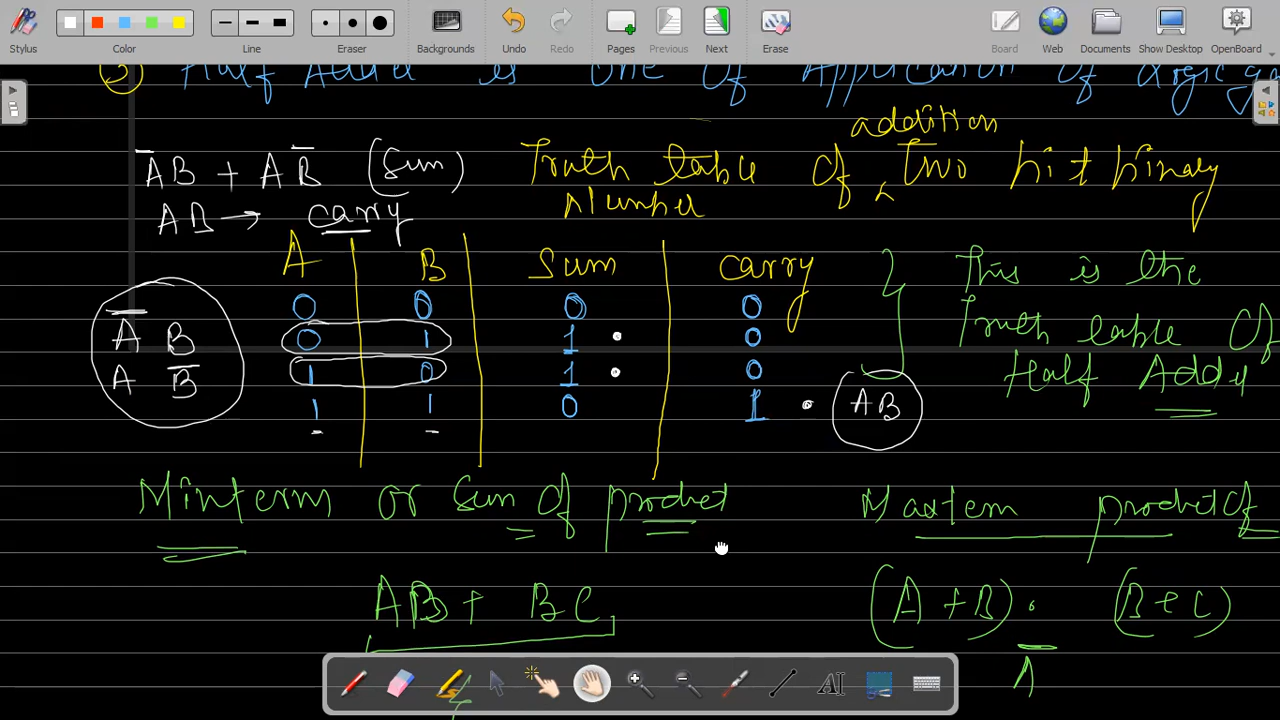 Stylus Color Line Eraser Backgrounds Undo Redo Pages Previous Next Erase Board Web Documents Show Desktop OpenBoard
Half Adder is one of Application of Logic ga
addition
A̅B + AB̅ (Sum) Truth table Of ^ Two bit binary
AB → carry Number
A B Sum carry
This is the
0 0 0 0
A̅ B 0 1 1 0 Truth table Of
A B̅ 1 0 1 0 Half Adder
1 1 0 1 AB
Minterm or Sum Of product Maxterm product Of
AB + BC (A + B) . (B + C)
A̅